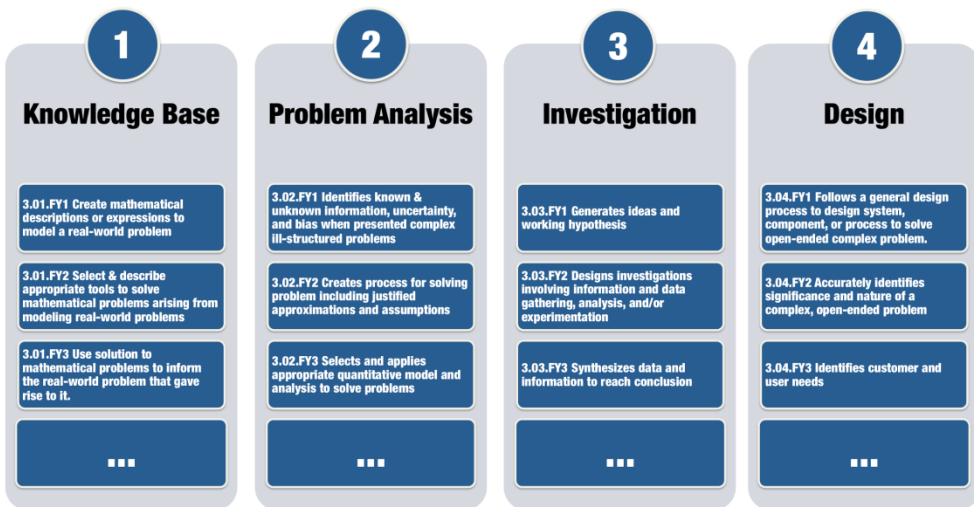 1
Knowledge Base
3.01.FY1 Create mathematical
descriptions or expressions to
model a real-world problem
3.01.FY2 Select & describe
appropriate tools to solve
mathematical problems arising from
modeling real-world problems
3.01.FY3 Use solution to
mathematical problems to inform
the real-world problem that gave
rise to it.
...
2
Problem Analysis
3.02.FY1 Identifies known &
unknown information, uncertainty,
and bias when presented complex
ill-structured problems
3.02.FY2 Creates process for solving
problem including justified
approximations and assumptions
3.02.FY3 Selects and applies
appropriate quantitative model and
analysis to solve problems
...
3
Investigation
3.03.FY1 Generates ideas and
working hypothesis
3.03.FY2 Designs investigations
involving information and data
gathering, analysis, and/or
experimentation
3.03.FY3 Synthesizes data and
information to reach conclusion
...
4
Design
3.04.FY1 Follows a general design
process to design system,
component, or process to solve
open-ended complex problem.
3.04.FY2 Accurately identifies
significance and nature of a
complex, open-ended problem
3.04.FY3 Identifies customer and
user needs
...